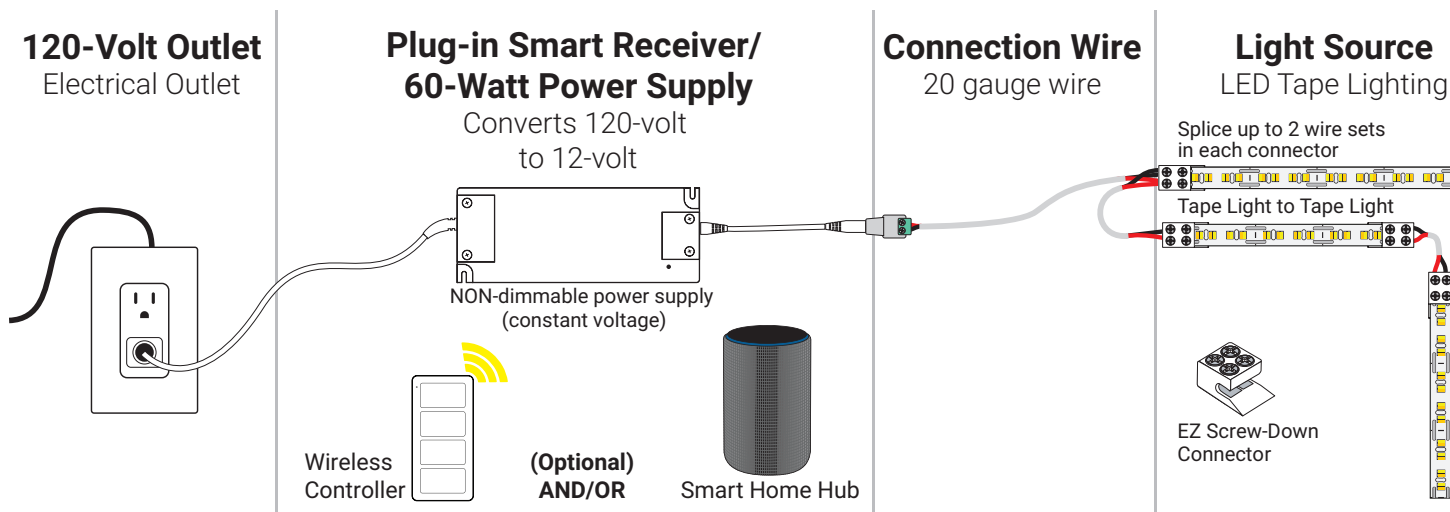 120-Volt Outlet
Electrical Outlet
Plug-in Smart Receiver/
60-Watt Power Supply
Converts 120-volt
to 12-volt
NON-dimmable power supply
(constant voltage)
Wireless
Controller
(Optional)
AND/OR
Smart Home Hub
Connection Wire
20 gauge wire
Light Source
LED Tape Lighting
Splice up to 2 wire sets
in each connector
Tape Light to Tape Light
EZ Screw-Down
Connector